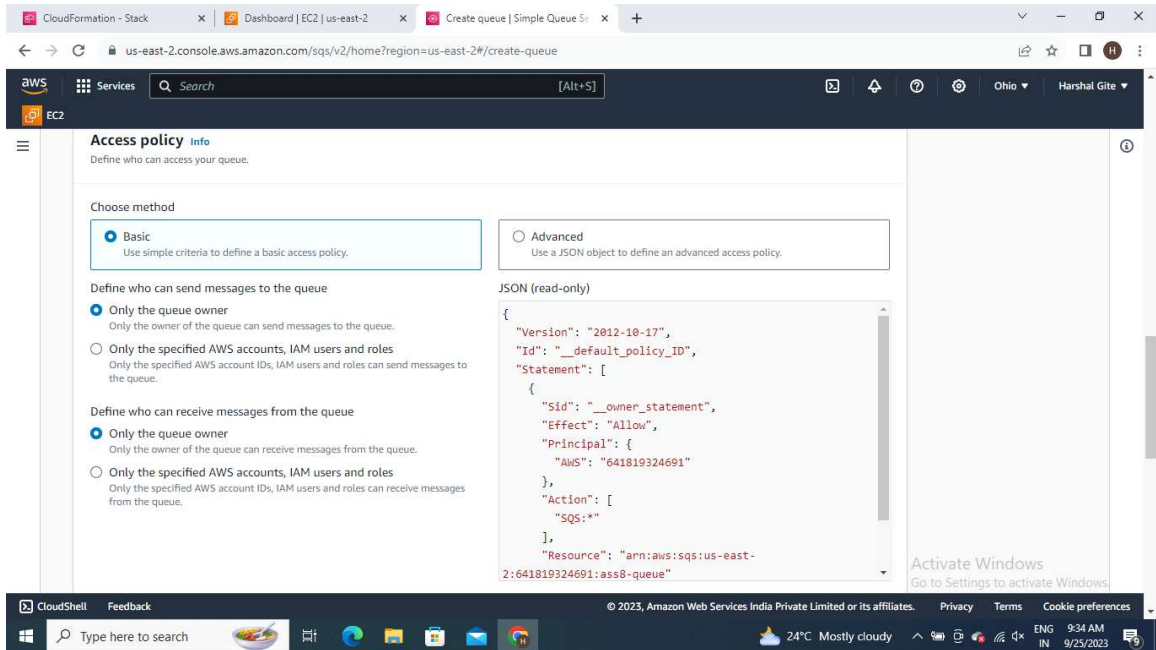 CloudFormation - Stack
Dashboard | EC2 | us-east-2
Create queue | Simple Queue Se
us-east-2.console.aws.amazon.com/sqs/v2/home?region=us-east-2#/create-queue
H
aws
Services
Search
[Alt+S]
Ohio
Harshal Gite
EC2
Access policy Info
Define who can access your queue.
Choose method
Basic
Use simple criteria to define a basic access policy.
Advanced
Use a JSON object to define an advanced access policy.
Define who can send messages to the queue
Only the queue owner
Only the owner of the queue can send messages to the queue.
Only the specified AWS accounts, IAM users and roles
Only the specified AWS account IDs, IAM users and roles can send messages to
the queue.
Define who can receive messages from the queue
Only the queue owner
Only the owner of the queue can receive messages from the queue.
Only the specified AWS accounts, IAM users and roles
Only the specified AWS account IDs, IAM users and roles can receive messages
from the queue.
JSON (read-only)
{
"Version": "2012-10-17",
"Id": "__default_policy_ID",
"Statement": [
{
"Sid": "__owner_statement",
"Effect": "Allow",
"Principal": {
"AWS": "641819324691"
},
"Action": [
"SQS:*"
],
"Resource": "arn:aws:sqs:us-east-
2:641819324691:ass8-queue"
Activate Windows
Go to Settings to activate Windows.
CloudShell
Feedback
© 2023, Amazon Web Services India Private Limited or its affiliates.
Privacy
Terms
Cookie preferences
Type here to search
24°C Mostly cloudy
ENG
IN
9:34 AM
9/25/2023
9